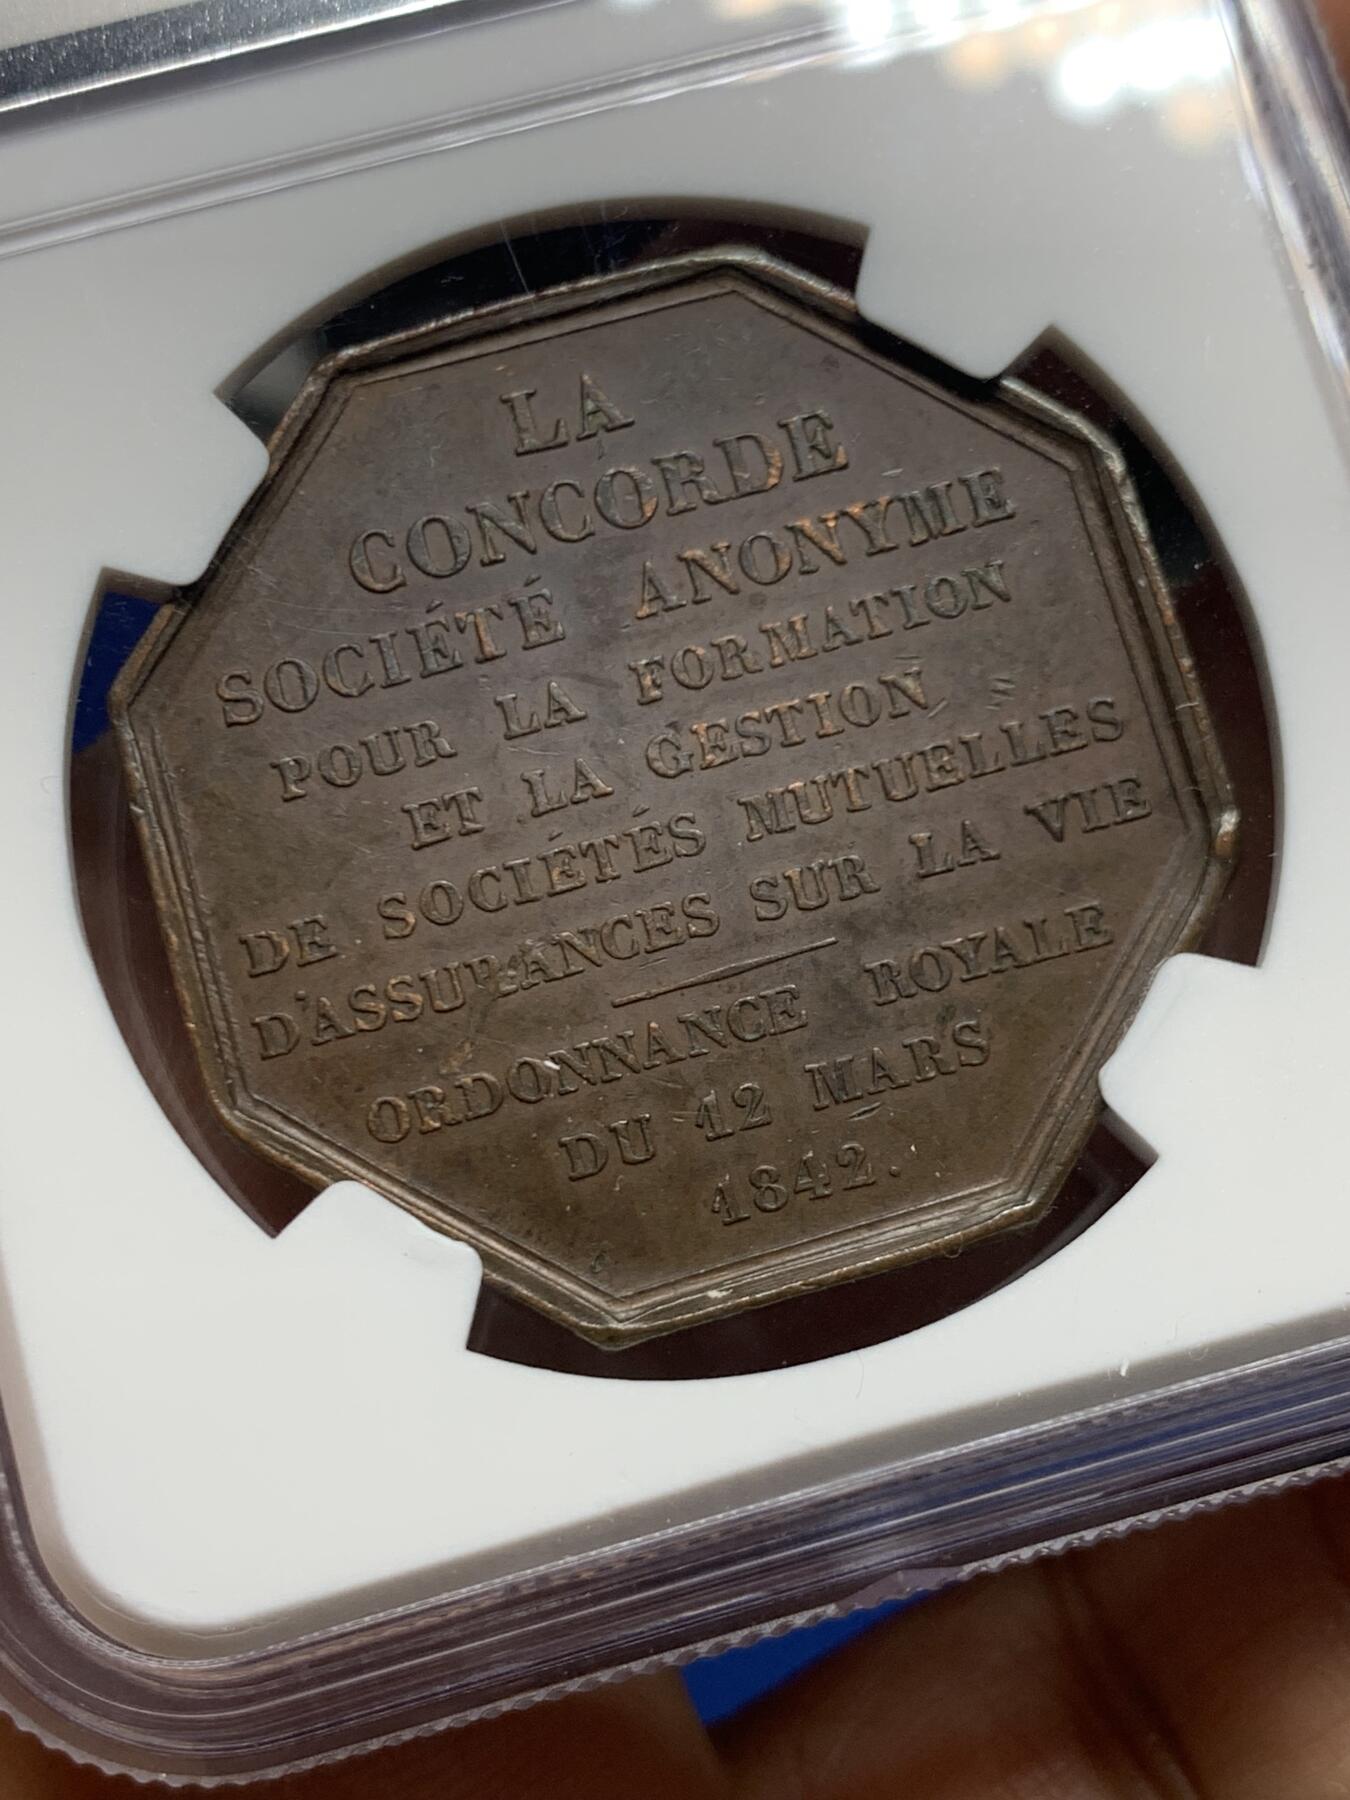 LA
CONCORDE
SOCIÉTÉ ANONYME
POUR LA FORMATION
ET LA GESTION
DE SOCIÉTÉS MUTUELLES
D'ASSURANCES SUR LA VIE
ORDONNANCE ROYALE
DU 12 MARS
1842.